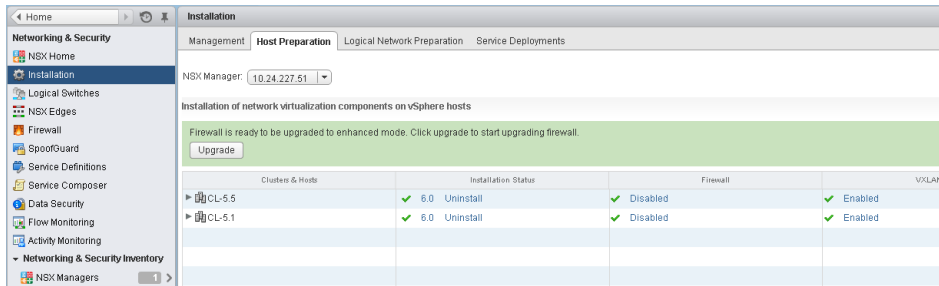 Home
Networking & Security
NSX Home
Installation
Logical Switches
NSX Edges
Firewall
SpoofGuard
Service Definitions
Service Composer
Data Security
Flow Monitoring
Activity Monitoring
Networking & Security Inventory
NSX Managers 1
Installation
Management Host Preparation Logical Network Preparation Service Deployments
NSX Manager: 10.24.227.51
Installation of network virtualization components on vSphere hosts
Firewall is ready to be upgraded to enhanced mode. Click upgrade to start upgrading firewall.
Upgrade
Clusters & Hosts Installation Status Firewall VXLAN
CL-5.5 6.0 Uninstall Disabled Enabled
CL-5.1 6.0 Uninstall Disabled Enabled